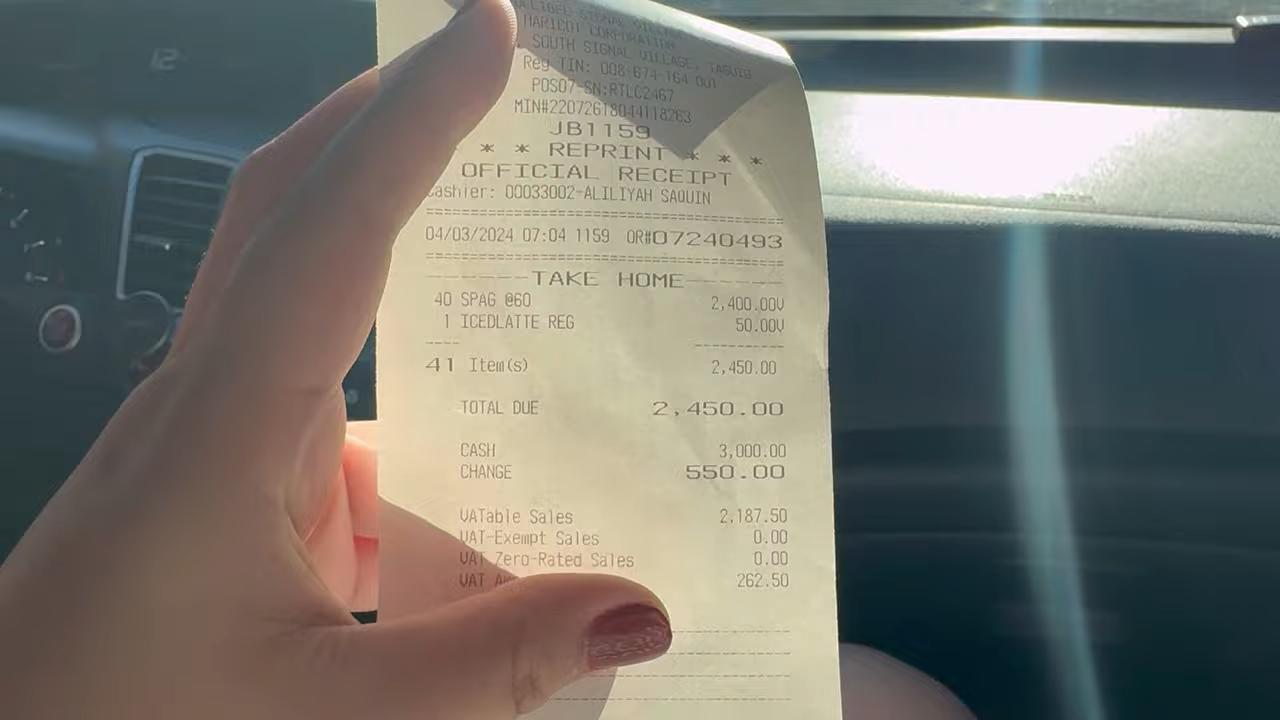 MARICOT CORPORATION
SOUTH SIGNAL VILLAGE, TAGUIG
Reg TIN: 008-674-164 001
POS07-SN:RTLC2467
MIN#22072618044118263
JB1159
* * REPRINT * * *
OFFICIAL RECEIPT
Cashier: 00033002-ALILIYAH SAQUIN
04/03/2024 07:04 1159 OR#07240493
-------TAKE HOME-------
40 SPAG @60 2,400.00V
1 ICEDLATTE REG 50.00V
41 Item(s) 2,450.00
TOTAL DUE 2,450.00
CASH 3,000.00
CHANGE 550.00
VATable Sales 2,187.50
VAT-Exempt Sales 0.00
VAT Zero-Rated Sales 0.00
VAT 262.50